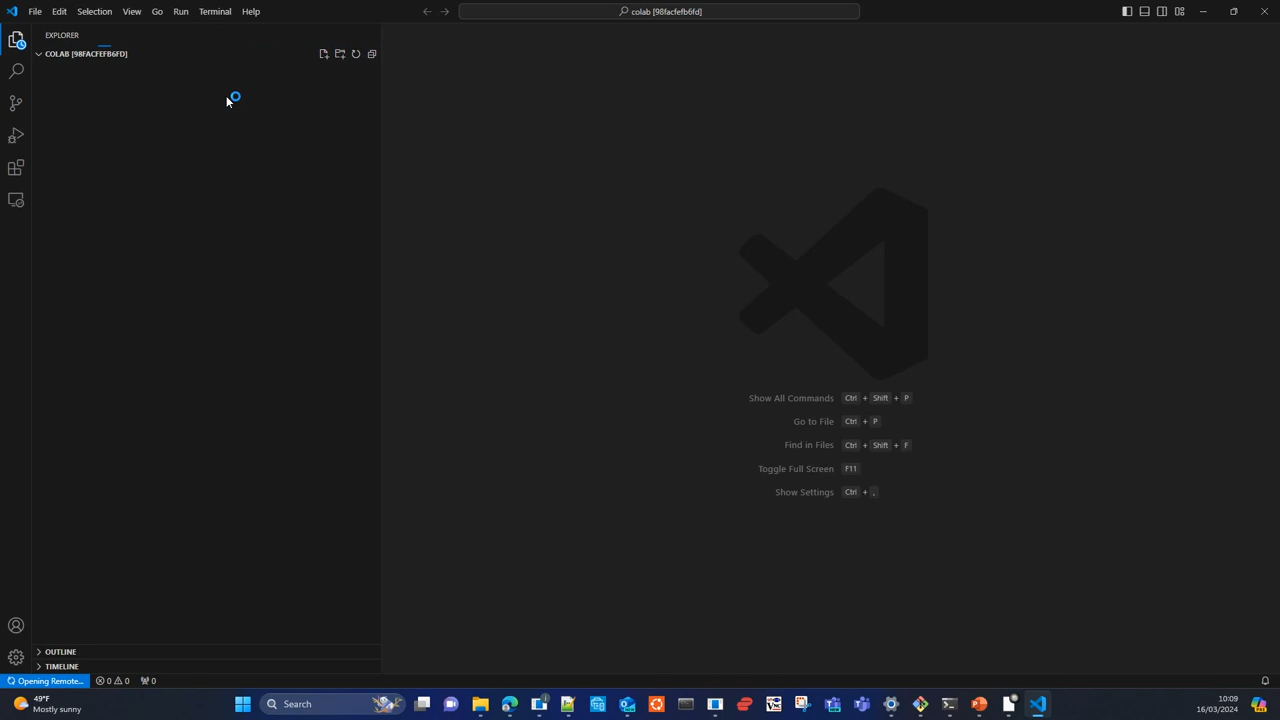 File Edit Selection View Go Run Terminal Help
colab [98facfefb6fd]
EXPLORER
COLAB [98FACFEFB6FD]
Show All Commands Ctrl + Shift + P
Go to File Ctrl + P
Find in Files Ctrl + Shift + F
Toggle Full Screen F11
Show Settings Ctrl + ,
OUTLINE
TIMELINE
Opening Remote... 0 0 0
49°F
Mostly sunny
Search
10:09
16/03/2024